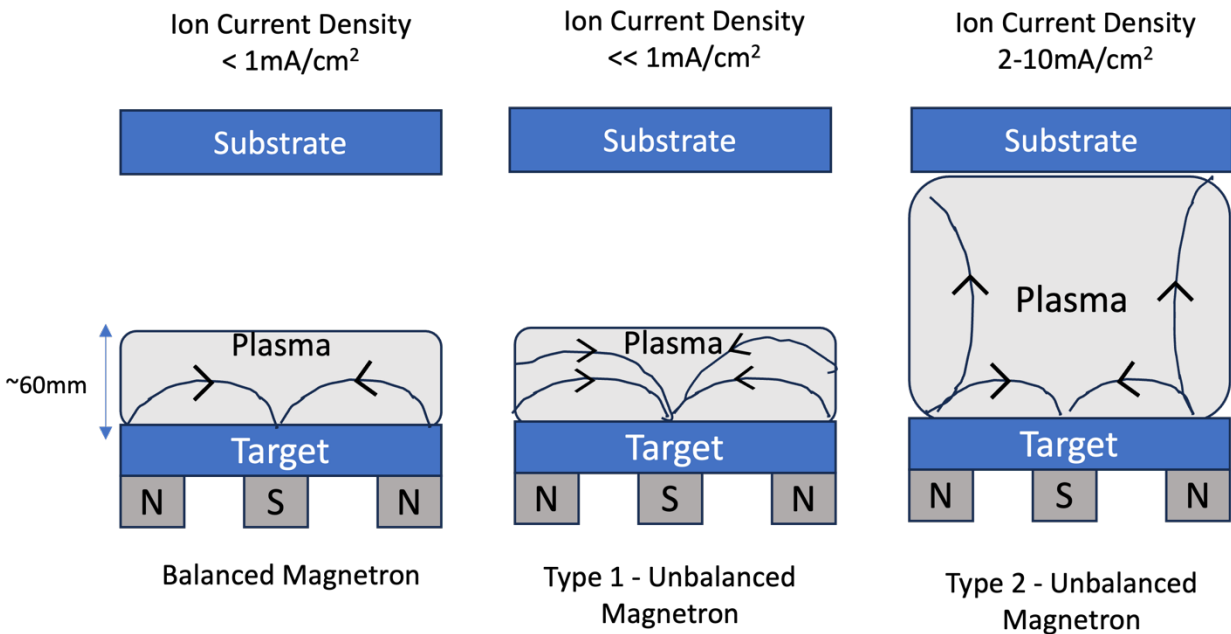 Ion Current Density
< 1mA/cm²
Substrate
~60mm
Plasma
Target
N S N
Balanced Magnetron
Ion Current Density
<< 1mA/cm²
Substrate
Plasma
Target
N S N
Type 1 - Unbalanced
Magnetron
Ion Current Density
2-10mA/cm²
Substrate
Plasma
Target
N S N
Type 2 - Unbalanced
Magnetron